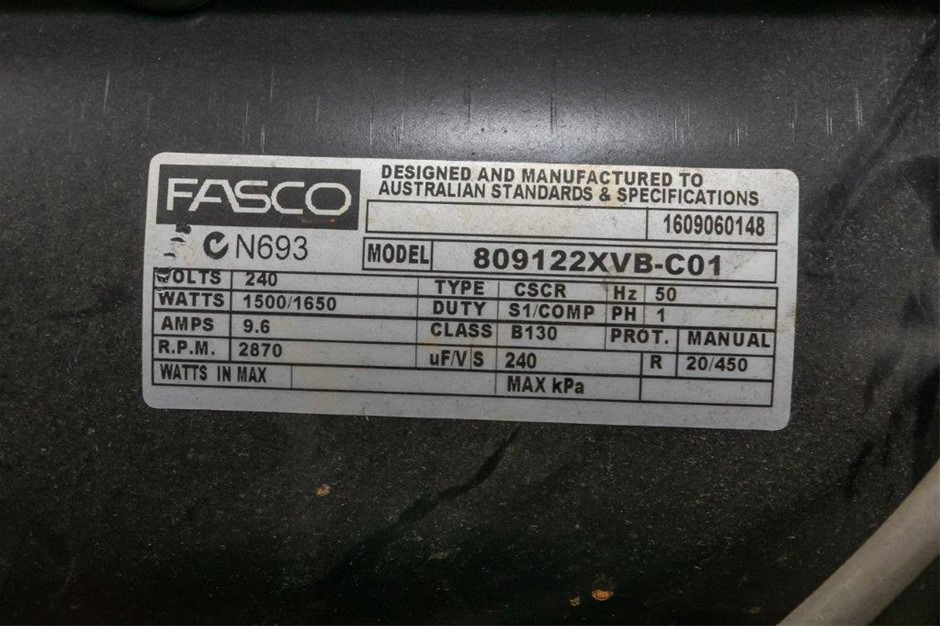 FASCO
DESIGNED AND MANUFACTURED TO
AUSTRALIAN STANDARDS & SPECIFICATIONS
1609060148
N693
MODEL 809122XVB-C01
VOLTS 240 TYPE CSCR Hz 50
WATTS 1500/1650 DUTY S1/COMP PH 1
AMPS 9.6 CLASS B130 PROT. MANUAL
R.P.M. 2870 uF/V S 240 R 20/450
WATTS IN MAX MAX kPa